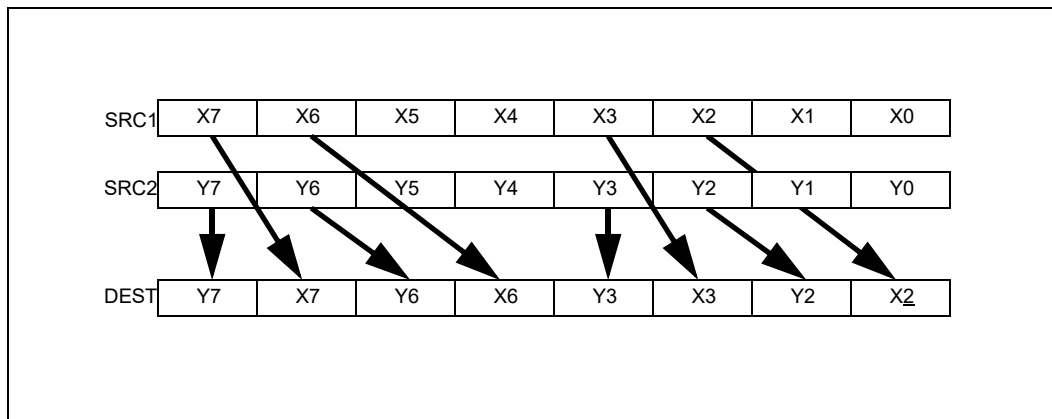 SRC1 X7 X6 X5 X4 X3 X2 X1 X0
SRC2 Y7 Y6 Y5 Y4 Y3 Y2 Y1 Y0
DEST Y7 X7 Y6 X6 Y3 X3 Y2 X2